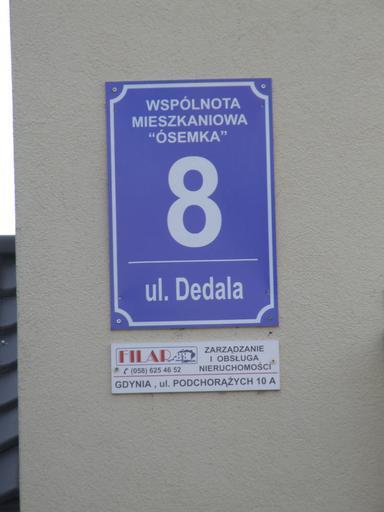 WSPÓLNOTA
MIESZKANIOWA
“ÓSEMKA”
8
ul. Dedala
FILAR
(058) 625 46 52
ZARZĄDZANIE
I OBSŁUGA
NIERUCHOMOŚCI
GDYNIA , ul. PODCHORĄŻYCH 10 A